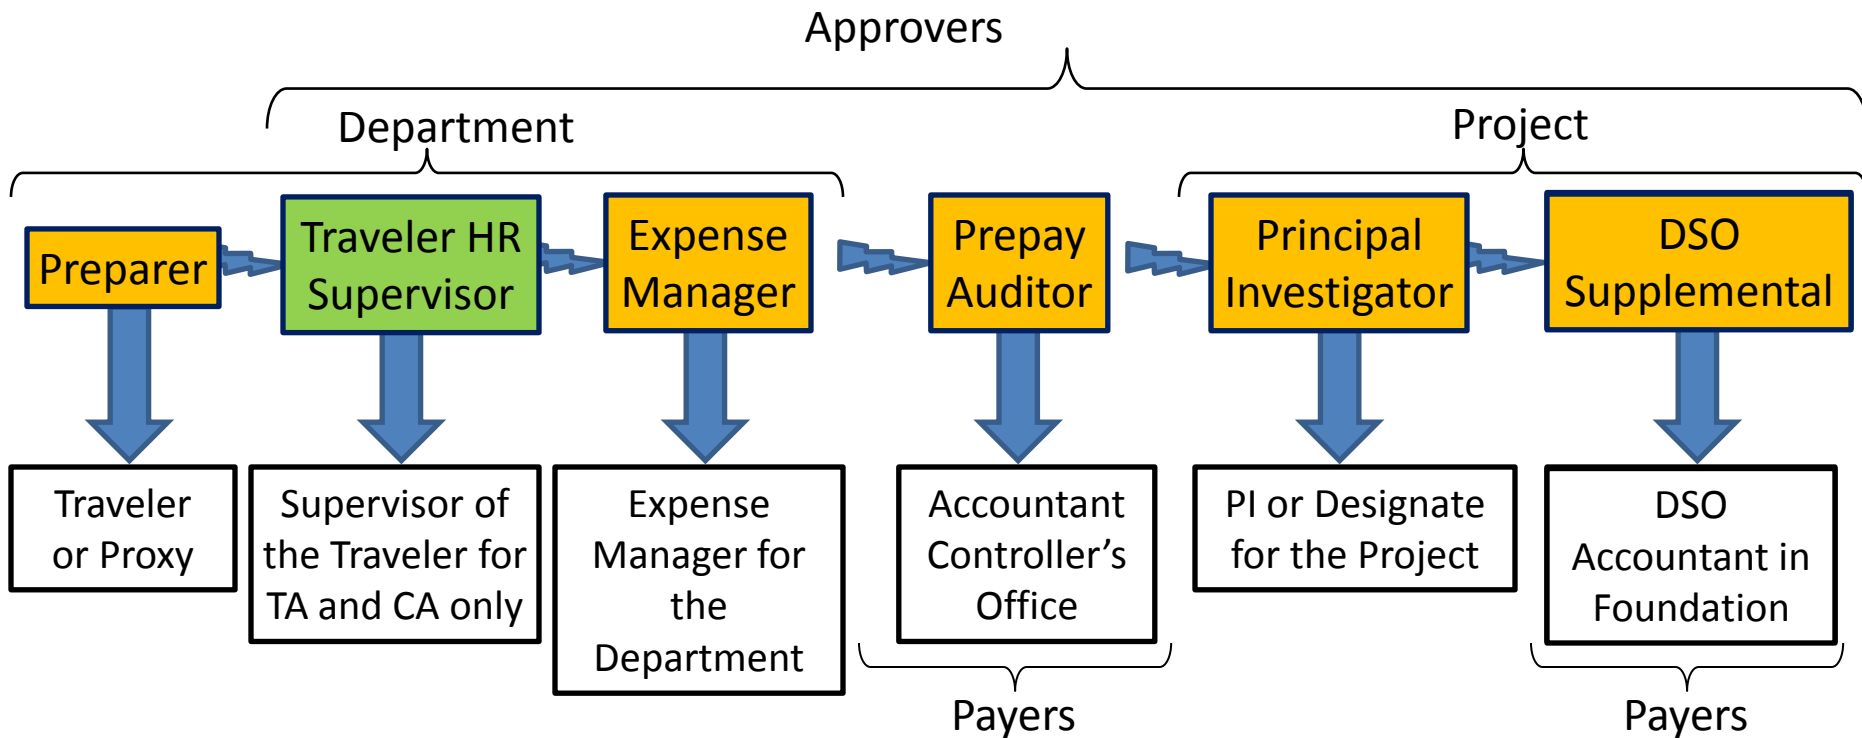 Approvers
Department
Project
Preparer
Traveler HR
Supervisor
Expense
Manager
Prepay
Auditor
Principal
Investigator
DSO
Supplemental
Traveler
or Proxy
Supervisor of
the Traveler for
TA and CA only
Expense
Manager for
the
Department
Accountant
Controller’s
Office
PI or Designate
for the Project
DSO
Accountant in
Foundation
Payers
Payers